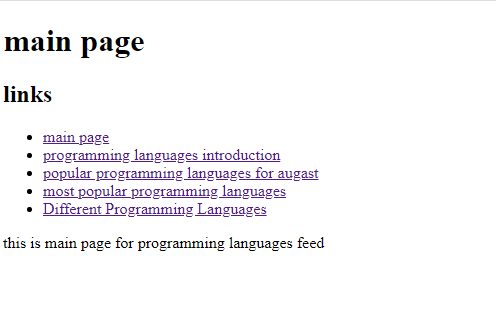 main page
links
main page
programming languages introduction
popular programming languages for augast
most popular programming languages
Different Programming Languages
this is main page for programming languages feed